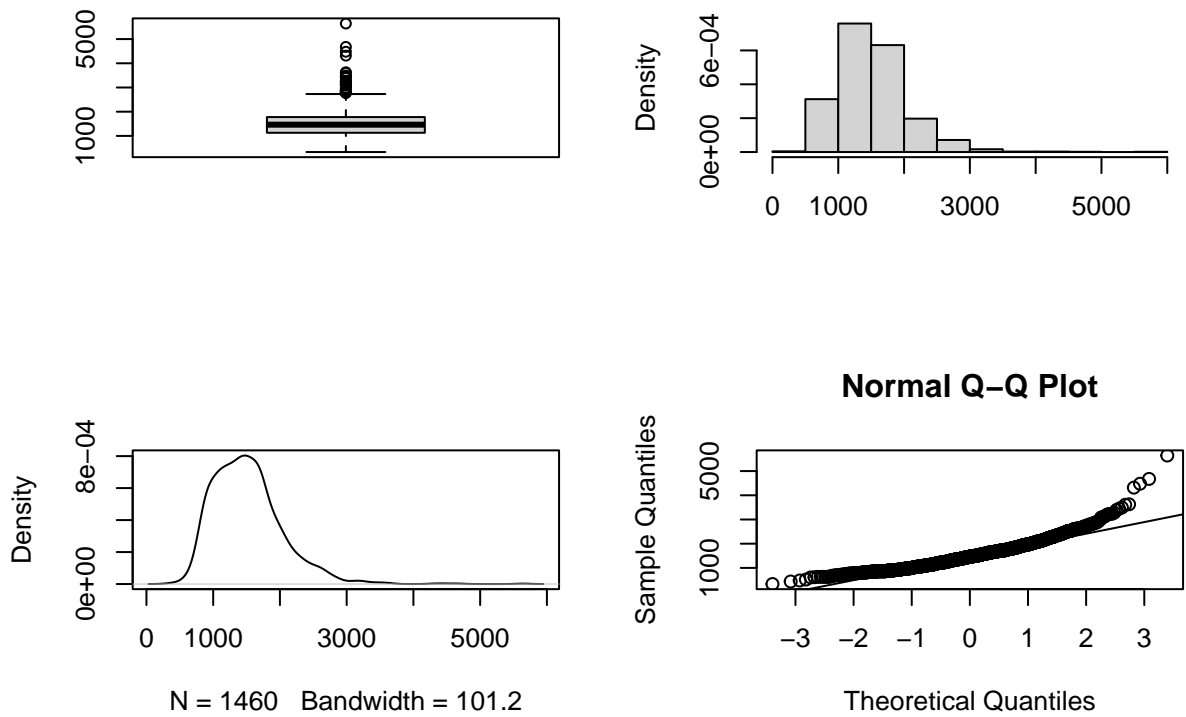 1000 5000
Density
0e+00 6e−04
0 1000 3000 5000
Density
0e+00 8e−04
0 1000 3000 5000
N = 1460 Bandwidth = 101.2
Normal Q−Q Plot
Sample Quantiles
1000 5000
−3 −2 −1 0 1 2 3
Theoretical Quantiles